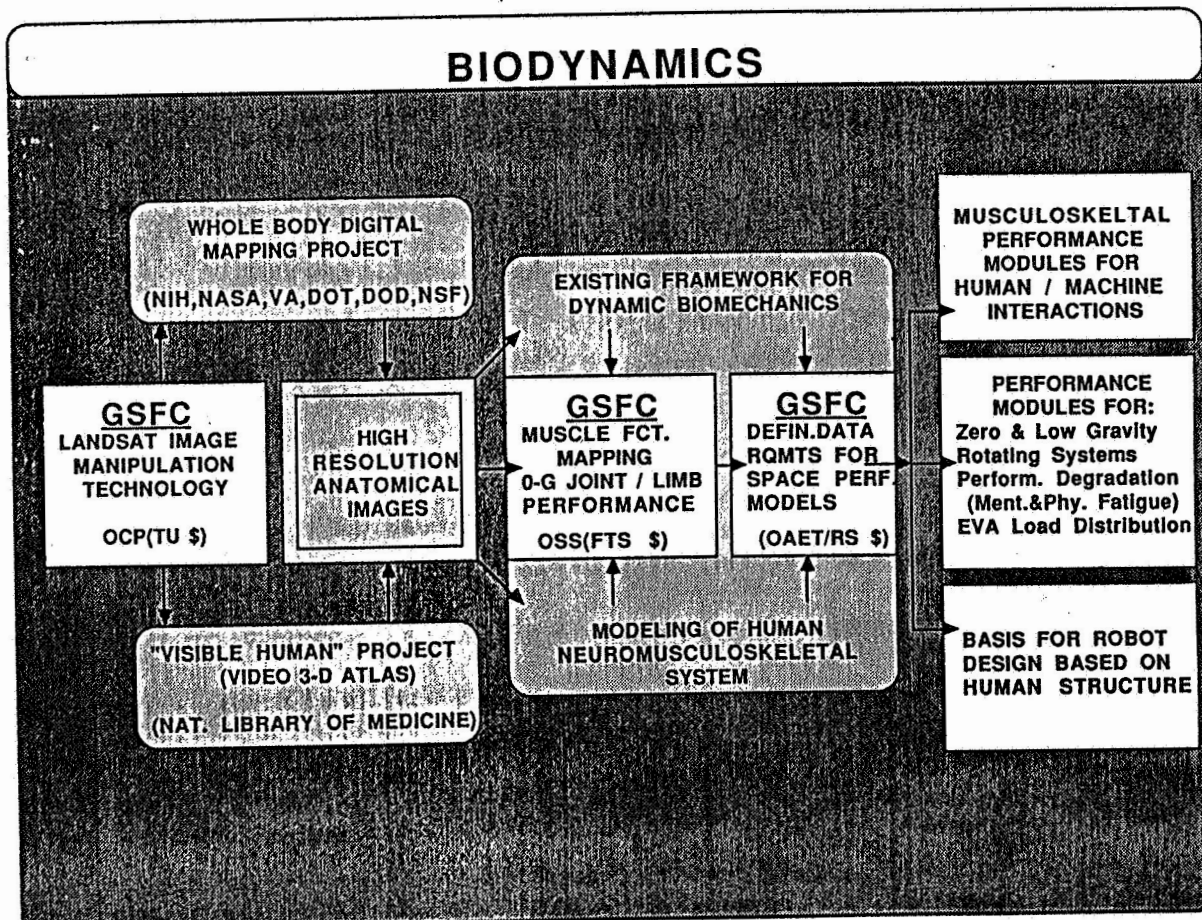 BIODYNAMICS
WHOLE BODY DIGITAL
MAPPING PROJECT
(NIH,NASA,VA,DOT,DOD,NSF)
GSFC
LANDSAT IMAGE
MANIPULATION
TECHNOLOGY
OCP(TU $)
"VISIBLE HUMAN" PROJECT
(VIDEO 3-D ATLAS)
(NAT. LIBRARY OF MEDICINE)
HIGH
RESOLUTION
ANATOMICAL
IMAGES
EXISTING FRAMEWORK FOR
DYNAMIC BIOMECHANICS
GSFC
MUSCLE FCT.
MAPPING
0-G JOINT / LIMB
PERFORMANCE
OSS(FTS $)
GSFC
DEFIN.DATA
RQMTS FOR
SPACE PERF.
MODELS
(OAET/RS $)
MODELING OF HUMAN
NEUROMUSCULOSKELETAL
SYSTEM
MUSCULOSKELTAL
PERFORMANCE
MODULES FOR
HUMAN / MACHINE
INTERACTIONS
PERFORMANCE
MODULES FOR:
Zero & Low Gravity
Rotating Systems
Perform. Degradation
(Ment.&Phy. Fatigue)
EVA Load Distribution
BASIS FOR ROBOT
DESIGN BASED ON
HUMAN STRUCTURE